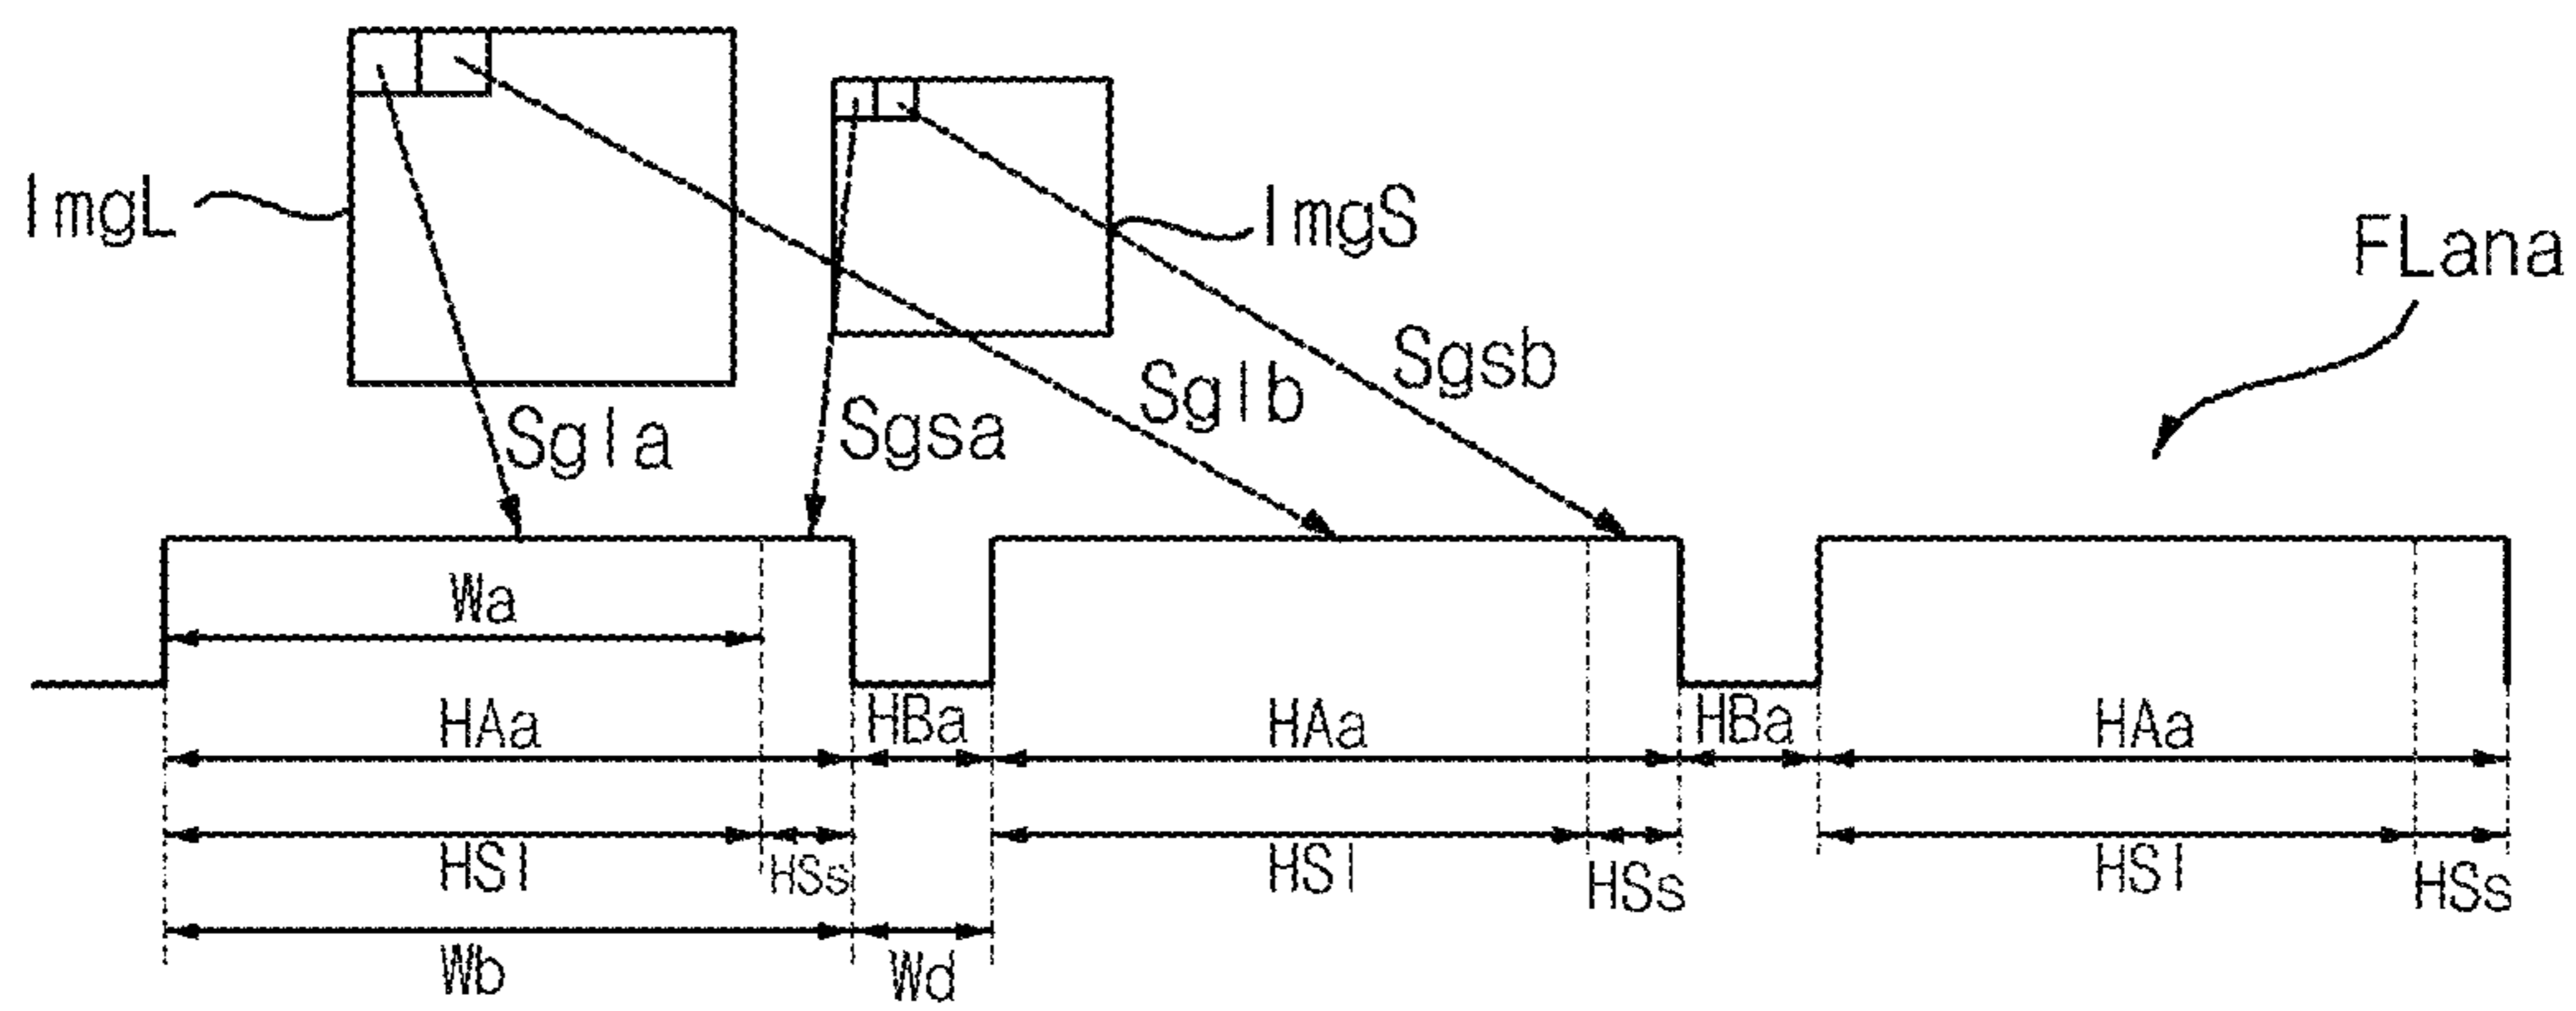 ImgL
ImgS
FLana
Sgla
Sgsa
Sglb
Sgsb
Wa
HAa
HBa
HAa
HBa
HAa
HSl
HSs
HSl
HSs
HSl
HSs
Wb
Wd